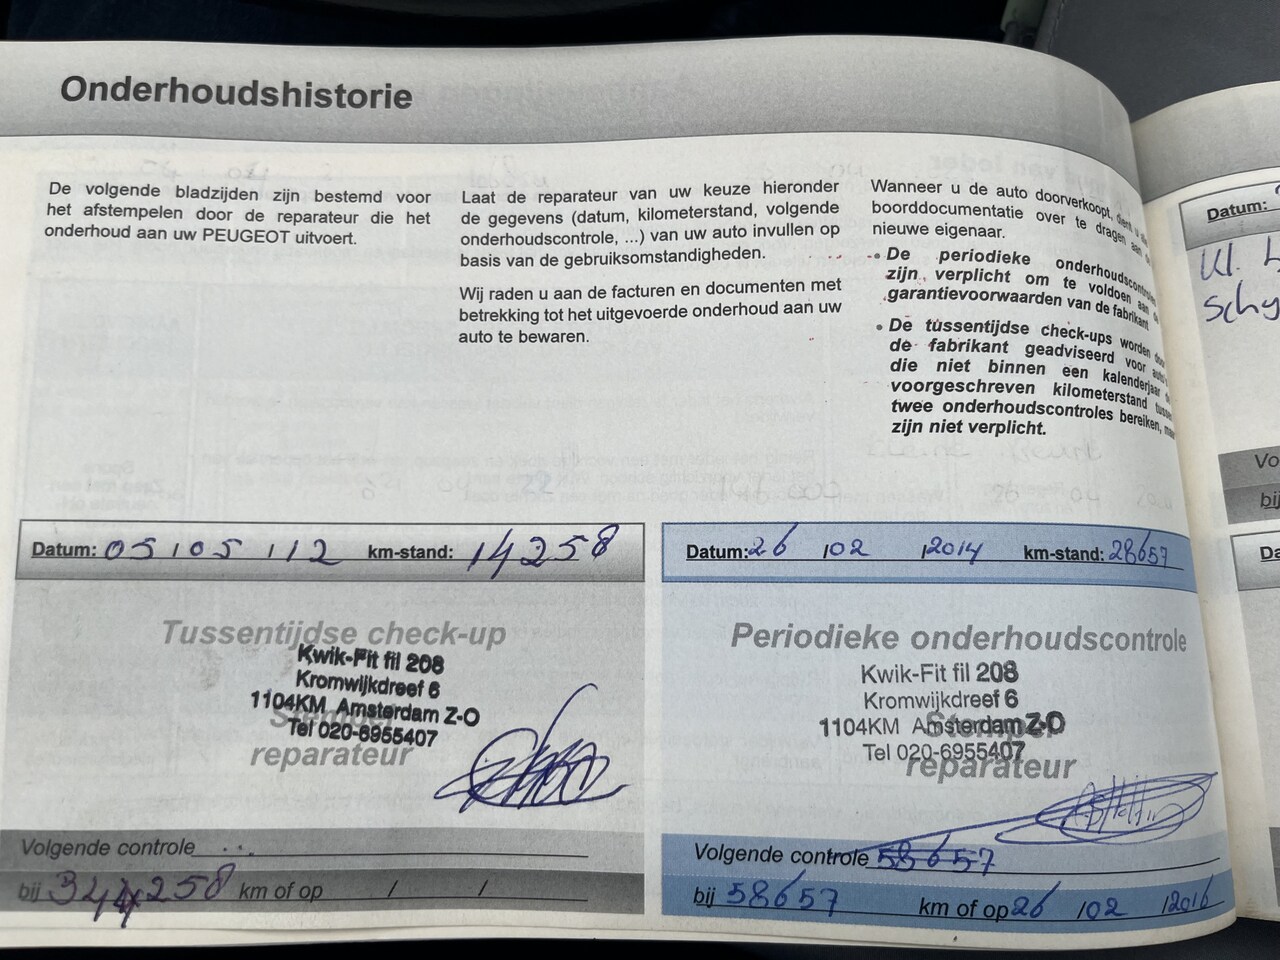 Onderhoudshistorie
De volgende bladzijden zijn bestemd voor
het afstempelen door de reparateur die het
onderhoud aan uw PEUGEOT uitvoert.
Laat de reparateur van uw keuze hieronder
de gegevens (datum, kilometerstand, volgende
onderhoudscontrole, ...) van uw auto invullen op
basis van de gebruiksomstandigheden.
Wij raden u aan de facturen en documenten met
betrekking tot het uitgevoerde onderhoud aan uw
auto te bewaren.
Wanneer u de auto doorverkoopt, dient u
boorddocumentatie over te dragen aan
nieuwe eigenaar.
• De periodieke
zijn verplicht om te voldoen aan
garantievoorwaarden van de fabrikant
• De tussentijdse check-ups worden
de fabrikant geadviseerd voor
die niet binnen een kalenderjaar
voorgeschreven kilometerstand
twee onderhoudscontroles bereiken,
zijn niet verplicht.
Datum: 05/05/12 km-stand: 14258
Tussentijdse check-up
Kwik-Fit fil 208
Kromwijkdreef 6
1104KM Amsterdam Z-O
Stempel
Tel 020-6955407
reparateur
Volgende controle
bij 34258 km of op / /
Datum: 26/02/2014 km-stand: 28657
Periodieke onderhoudscontrole
Kwik-Fit fil 208
Kromwijkdreef 6
1104KM Amsterdam Z-O
Stempel
Tel 020-6955407
reparateur
Volgende controle 58657
bij 58657 km of op 26/02/2016
Datum:
Kl.